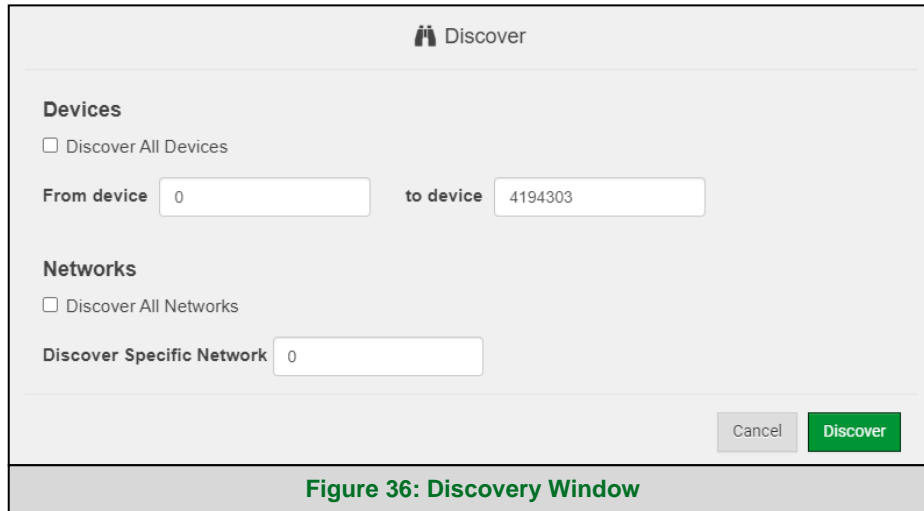 Discover
Devices
Discover All Devices
From device 0 to device 4194303
Networks
Discover All Networks
Discover Specific Network 0
Cancel Discover
Figure 36: Discovery Window